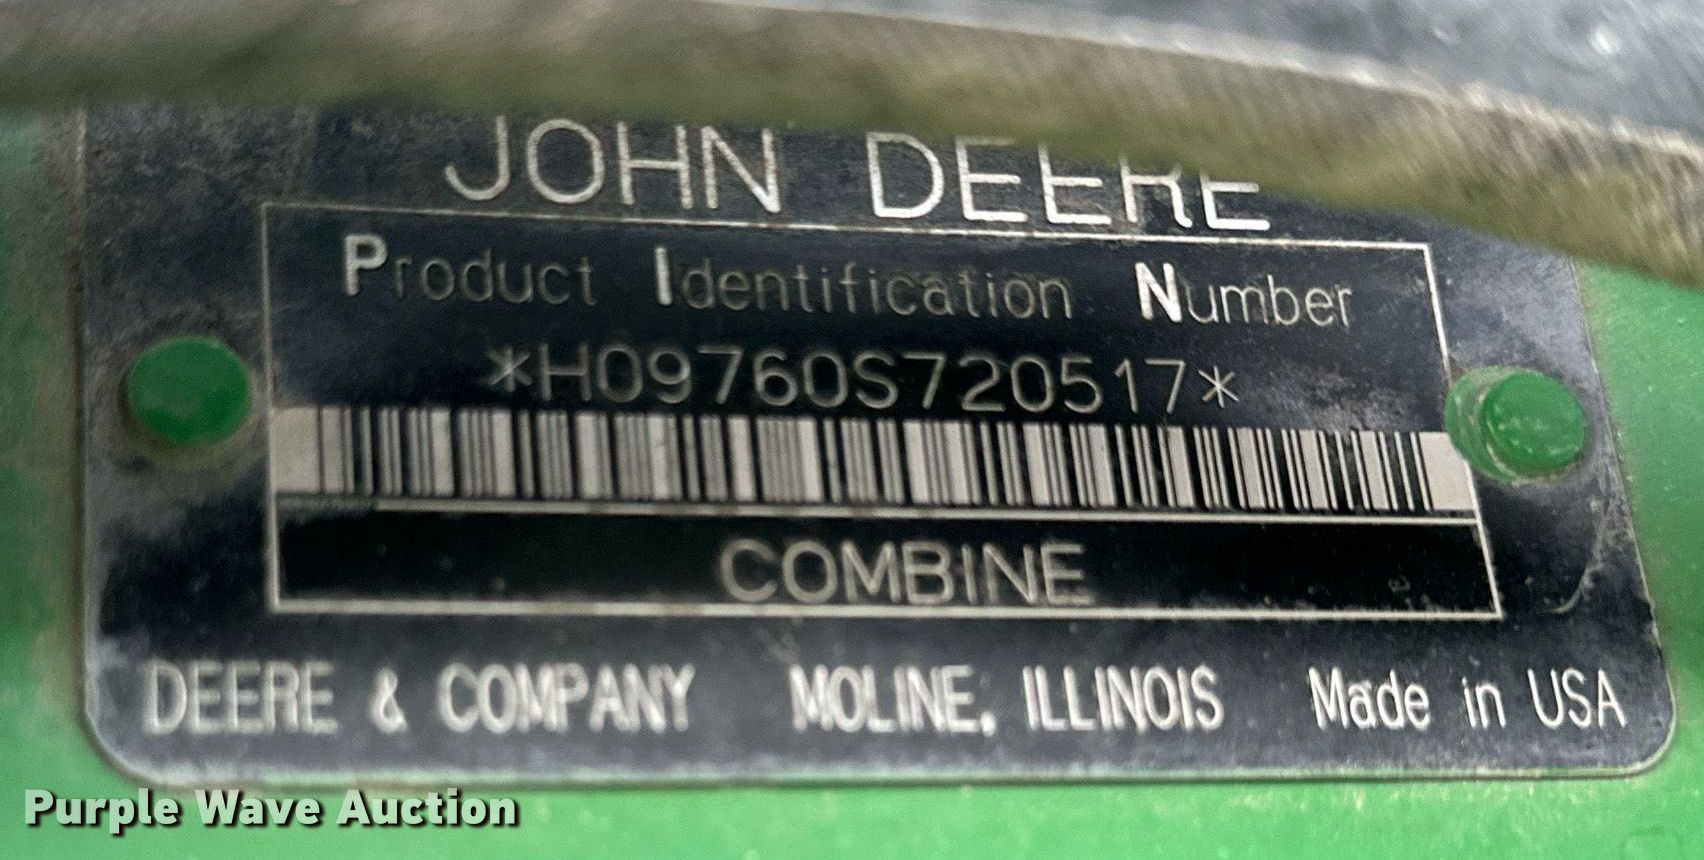 JOHN DEERE
Product Identification Number
*H09760S720517*
COMBINE
DEERE & COMPANY MOLINE, ILLINOIS Made in USA
Purple Wave Auction